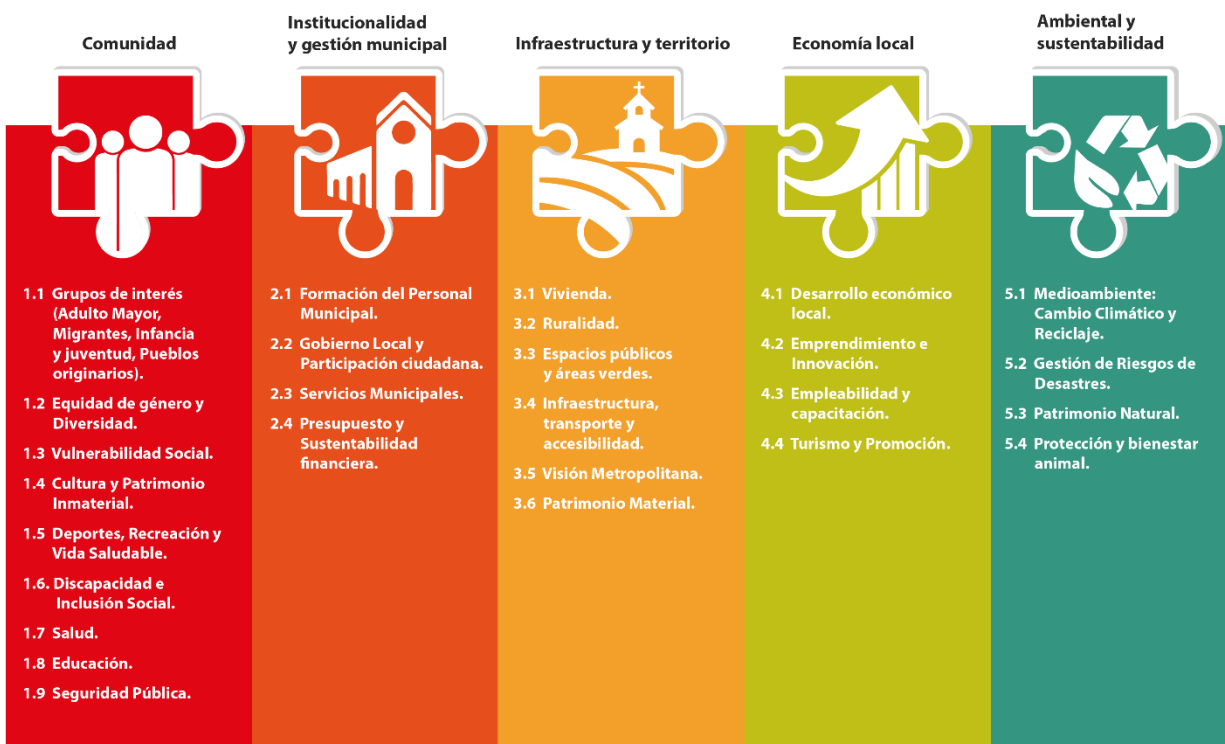 Comunidad
Institucionalidad
y gestión municipal
Infraestructura y territorio
Economía local
Ambiental y
sustentabilidad
1.1 Grupos de interés
(Adulto Mayor,
Migrantes, Infancia
y juventud, Pueblos
originarios).
1.2 Equidad de género y
Diversidad.
1.3 Vulnerabilidad Social.
1.4 Cultura y Patrimonio
Inmaterial.
1.5 Deportes, Recreación y
Vida Saludable.
1.6. Discapacidad e
Inclusión Social.
1.7 Salud.
1.8 Educación.
1.9 Seguridad Pública.
2.1 Formación del Personal
Municipal.
2.2 Gobierno Local y
Participación ciudadana.
2.3 Servicios Municipales.
2.4 Presupuesto y
Sustentabilidad
financiera.
3.1 Vivienda.
3.2 Ruralidad.
3.3 Espacios públicos
y áreas verdes.
3.4 Infraestructura,
transporte y
accesibilidad.
3.5 Visión Metropolitana.
3.6 Patrimonio Material.
4.1 Desarrollo económico
local.
4.2 Emprendimiento e
Innovación.
4.3 Empleabilidad y
capacitación.
4.4 Turismo y Promoción.
5.1 Medioambiente:
Cambio Climático y
Reciclaje.
5.2 Gestión de Riesgos de
Desastres.
5.3 Patrimonio Natural.
5.4 Protección y bienestar
animal.